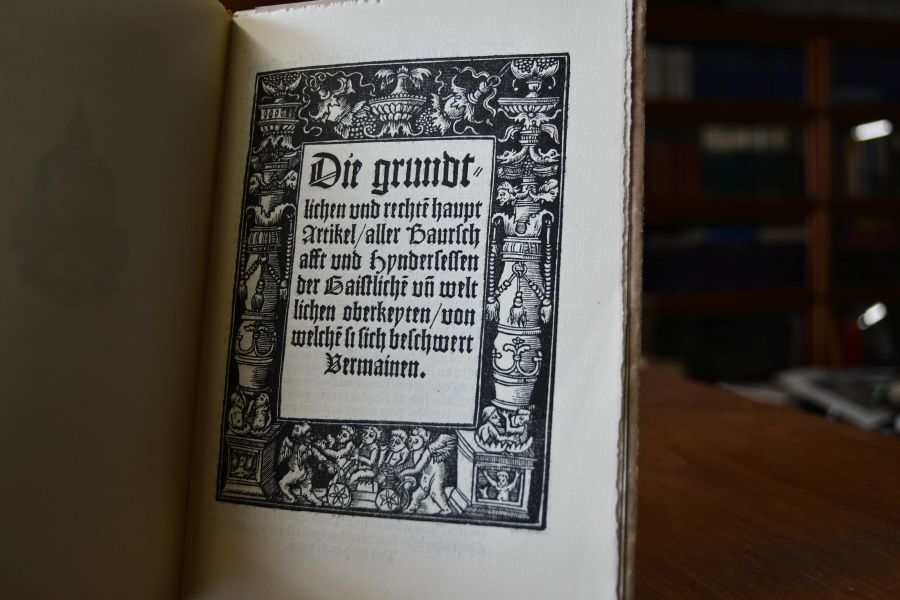 Die grundt⸗
lichen vnd rechtē haupt
Artikel/aller Baursch
afft vnd Hyndersessen
der Gaistlichē vñ welt
lichen oberkeyten/von
welchē si sich beschwert
Vermainen.